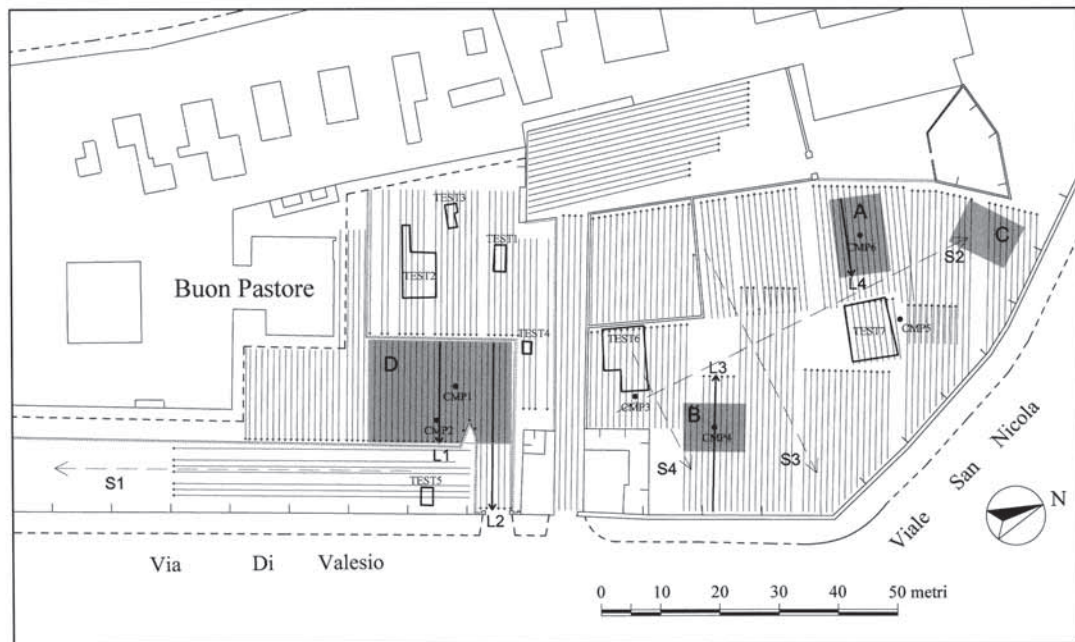 TEST3
TEST1
TEST2
Buon Pastore
TEST4
D
CMP1
CMP2
L1
S1
TEST5
L2
Via Di Valesio
A
CMP6
L4
C
S2
TEST7
CMP5
TEST6
L3
CMP3
B
CMP4
S4
S3
Viale San Nicola
N
0 10 20 30 40 50 metri